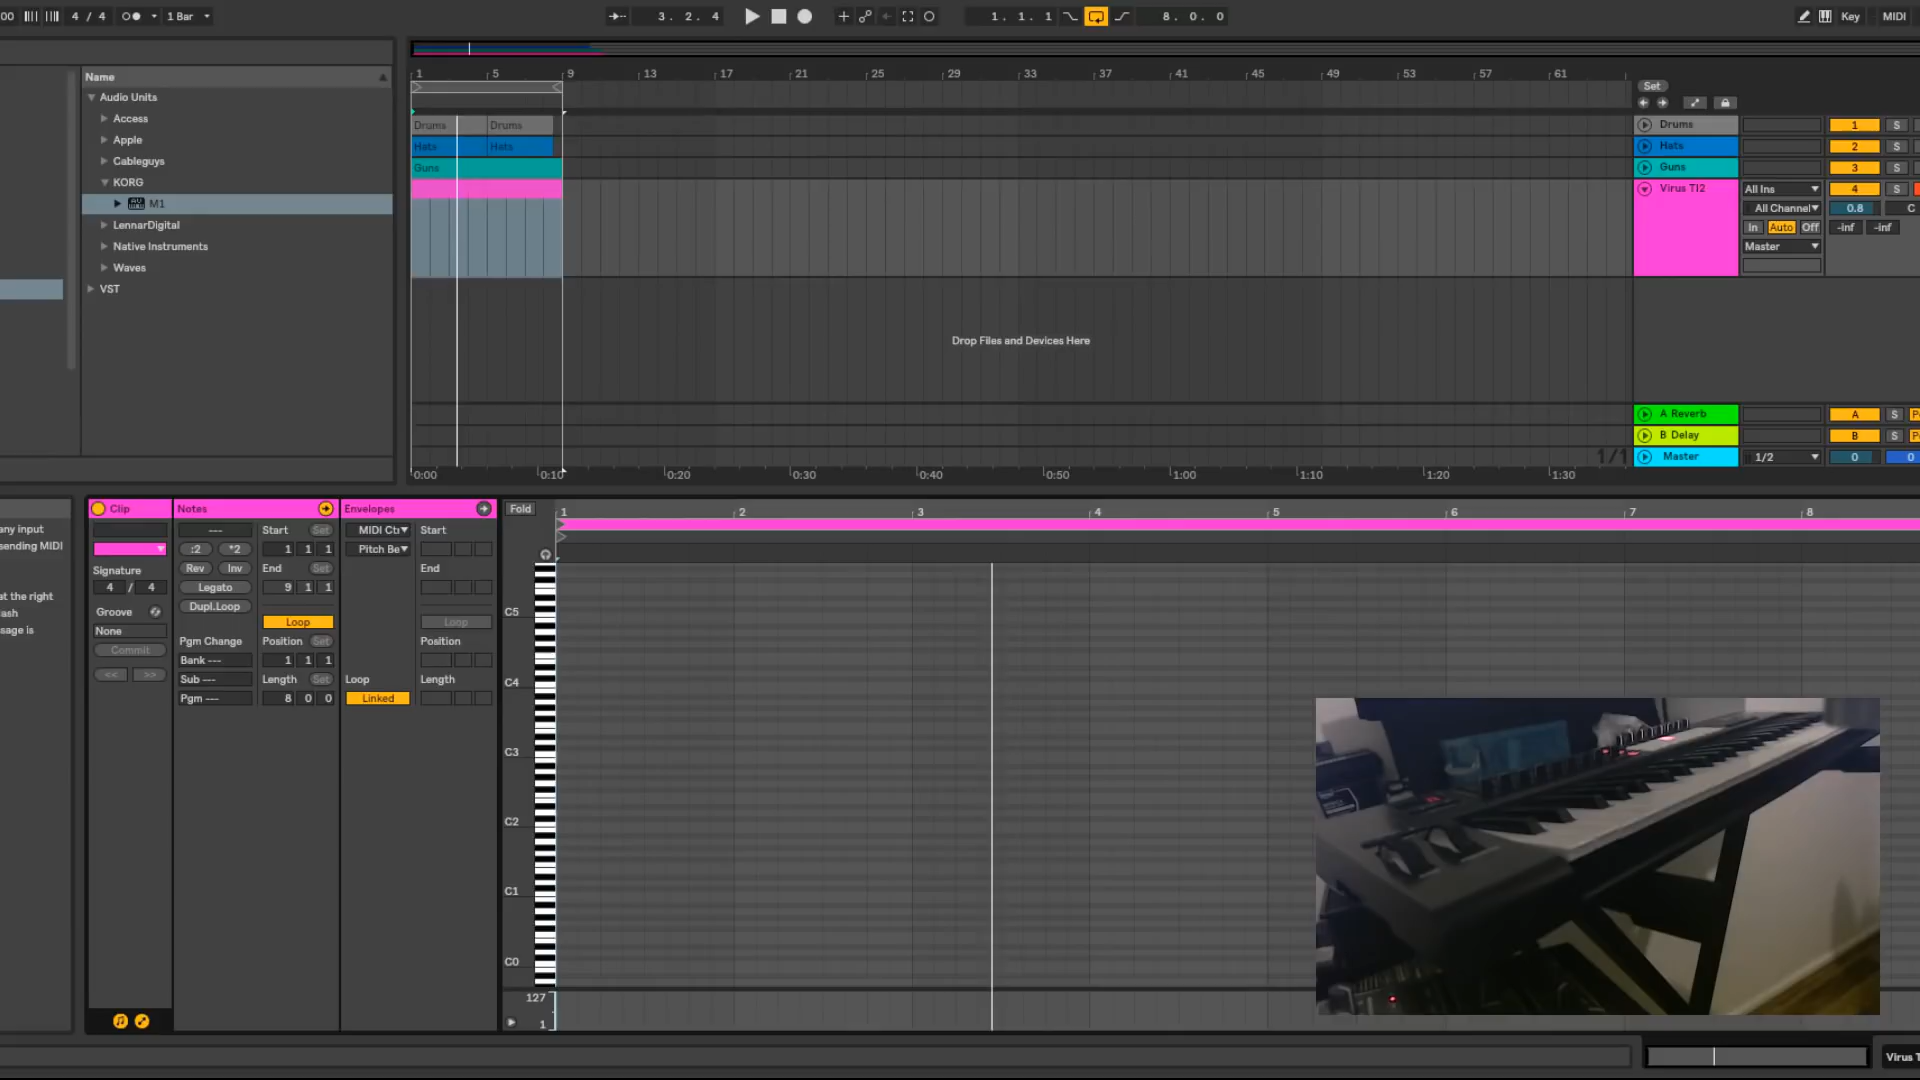 00 4 / 4 1 Bar 3. 2. 4 1. 1. 1 8. 0. 0 Key MIDI
Name
Audio Units
Access
Apple
Cableguys
KORG
M1
LennarDigital
Native Instruments
Waves
VST
1 5 9 13 17 21 25 29 33 37 41 45 49 53 57 61
Set
Drums Drums
Hats Hats
Guns
Drums 1 S
Hats 2 S
Guns 3 S
Virus TI2 All Ins 4 S
All Channel 0.8 C
In Auto Off -inf -inf
Master
Drop Files and Devices Here
A Reverb A S P
B Delay B S P
1/1 Master 1/2 0 0
0:00 0:10 0:20 0:30 0:40 0:50 1:00 1:10 1:20 1:30
any input
sending MIDI
at the right
ash
sage is
Clip
Signature
4 / 4
Groove
None
Commit
<< >>
Notes
---
:2 *2
Rev Inv
Legato
Dupl.Loop
Pgm Change
Bank ---
Sub ---
Pgm ---
Start Set
1 1 1
End Set
9 1 1
Loop
Position Set
1 1 1
Length Set
8 0 0
Envelopes
MIDI Ctr
Pitch Be
Loop
Linked
Start
End
Loop
Position
Length
Fold
1 2 3 4 5 6 7 8
C5
C4
C3
C2
C1
C0
127
1
Virus T